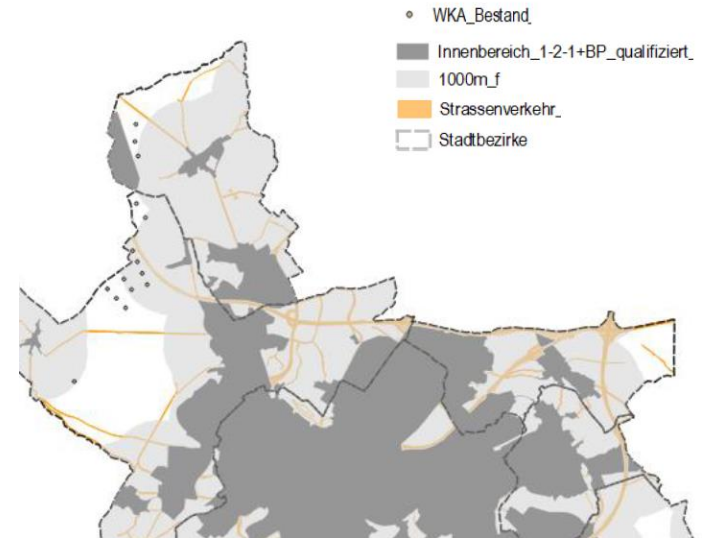 WKA_Bestand_
Innenbereich_1-2-1+BP_qualifiziert_
1000m_f
Strassenverkehr_
Stadtbezirke